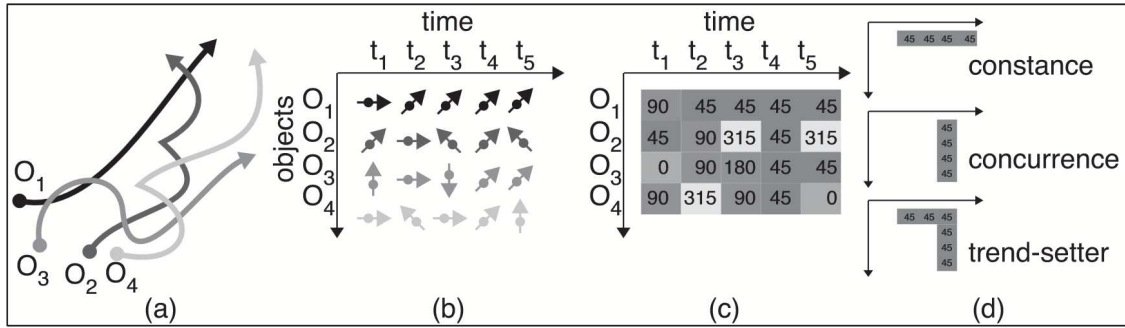 O1
O3
O2 O4
(a)
time
t1 t2 t3 t4 t5
objects
O1
O2
O3
O4
(b)
time
t1 t2 t3 t4 t5
O1 90 45 45 45 45
O2 45 90 315 45 315
O3 0 90 180 45 45
O4 90 315 90 45 0
(c)
45 45 45 45
constance
45
45
45
45
concurrence
45 45 45
45
45
45
45
trend-setter
(d)